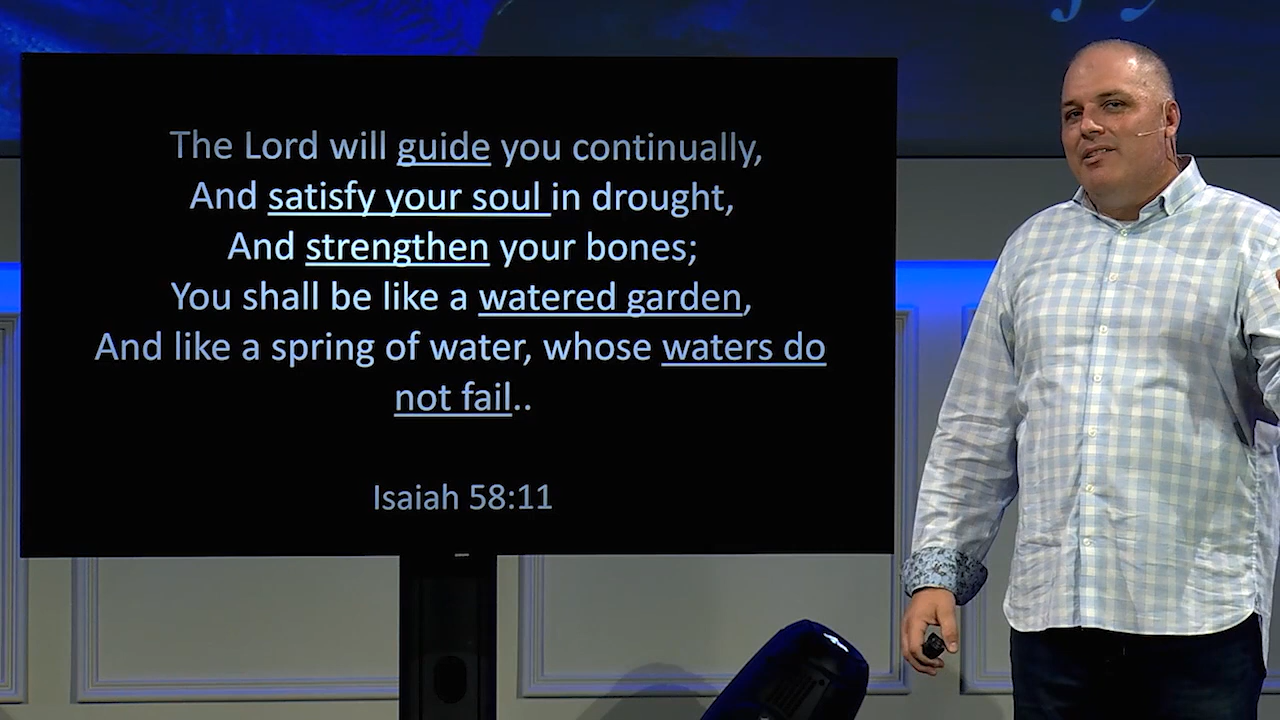 The Lord will guide you continually,
And satisfy your soul in drought,
And strengthen your bones;
You shall be like a watered garden,
And like a spring of water, whose waters do
not fail..
Isaiah 58:11